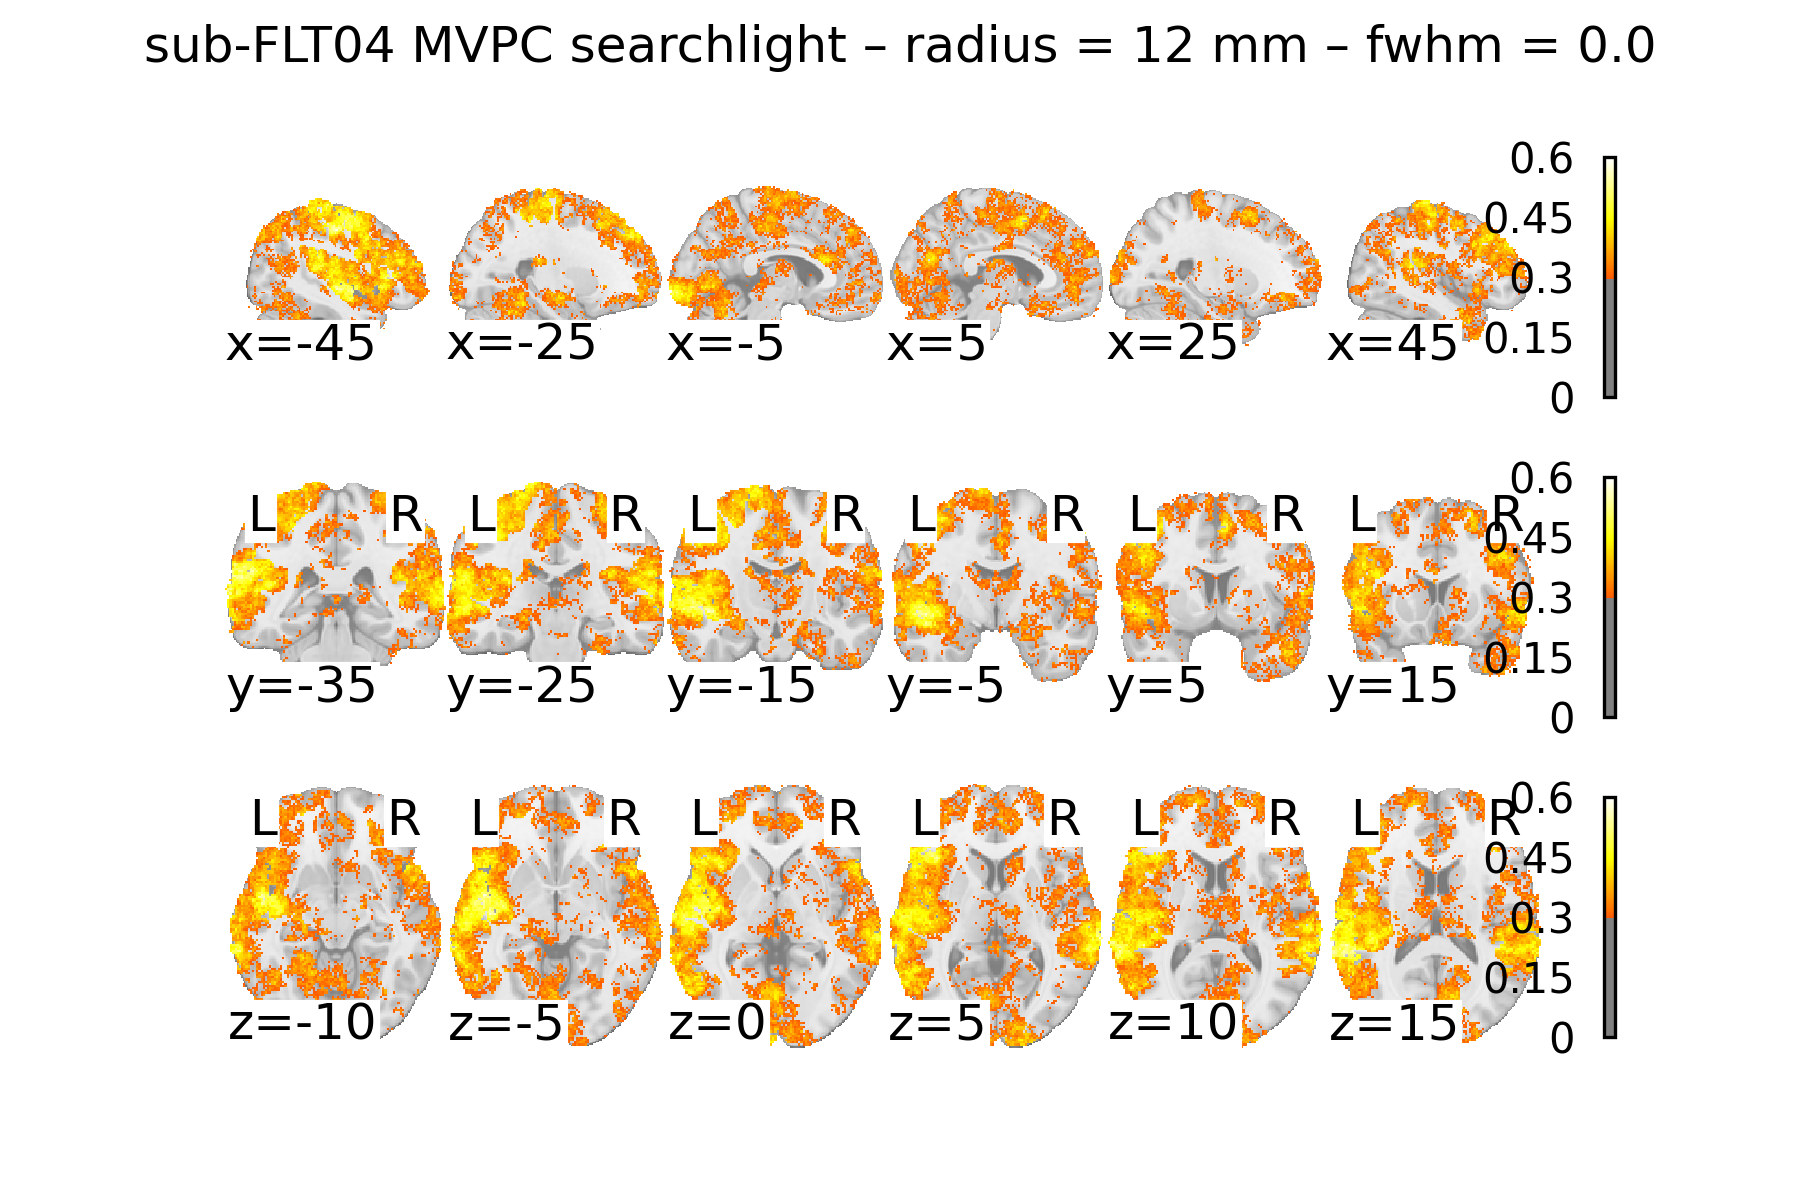 sub-FLT04 MVPC searchlight – radius = 12 mm – fwhm = 0.0
0.6
0.45
0.3
0.15
0
x=-45 x=-25 x=-5 x=5 x=25 x=45
0.6
L R L R L R L R L R L R
0.45
0.3
0.15
0
y=-35 y=-25 y=-15 y=-5 y=5 y=15
0.6
L R L R L R L R L R L R
0.45
0.3
0.15
0
z=-10 z=-5 z=0 z=5 z=10 z=15